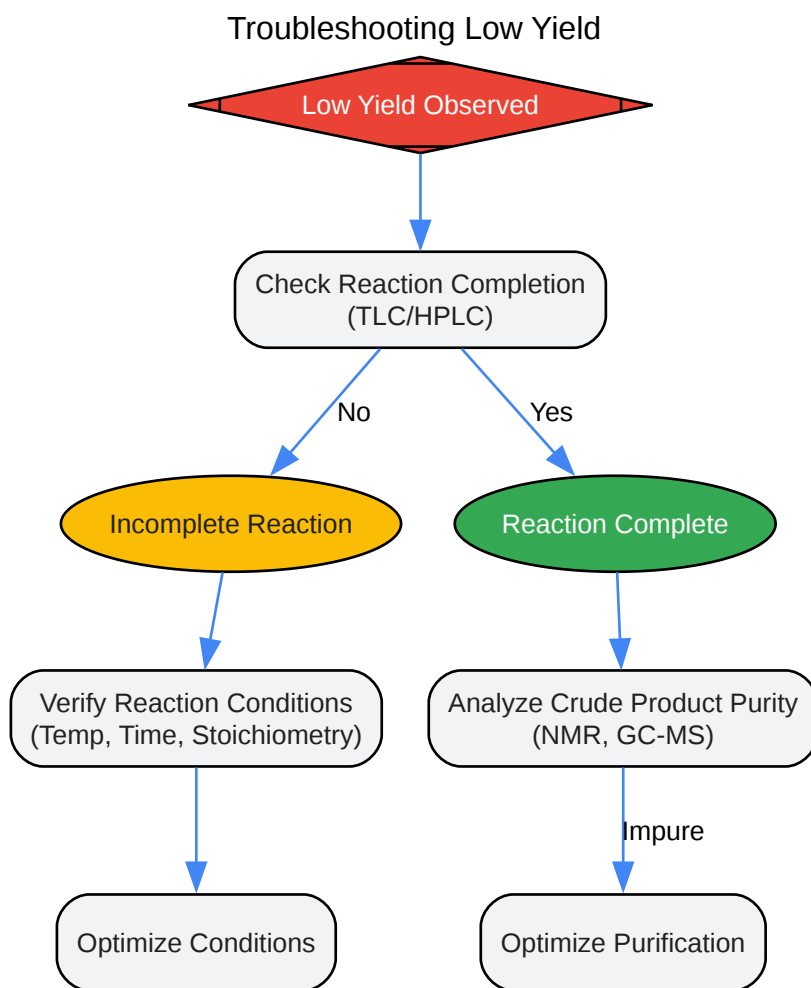 Troubleshooting Low Yield
Low Yield Observed
Check Reaction Completion
(TLC/HPLC)
No
Yes
Incomplete Reaction
Reaction Complete
Verify Reaction Conditions
(Temp, Time, Stoichiometry)
Analyze Crude Product Purity
(NMR, GC-MS)
Impure
Optimize Conditions
Optimize Purification